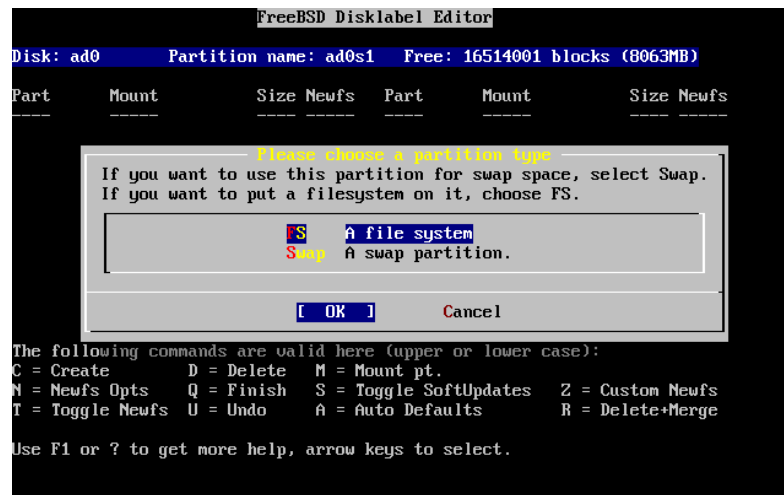 FreeBSD Disklabel Editor
Disk: ad0 Partition name: ad0s1 Free: 16514001 blocks (8063MB)
Part Mount Size Newfs Part Mount Size Newfs
---- ----- ---- ----- ---- ----- ---- -----
Please choose a partition type
If you want to use this partition for swap space, select Swap.
If you want to put a filesystem on it, choose FS.
FS A file system
Swap A swap partition.
[ OK ] Cancel
The following commands are valid here (upper or lower case):
C = Create D = Delete M = Mount pt.
N = Newfs Opts Q = Finish S = Toggle SoftUpdates Z = Custom Newfs
T = Toggle Newfs U = Undo A = Auto Defaults R = Delete+Merge
Use F1 or ? to get more help, arrow keys to select.